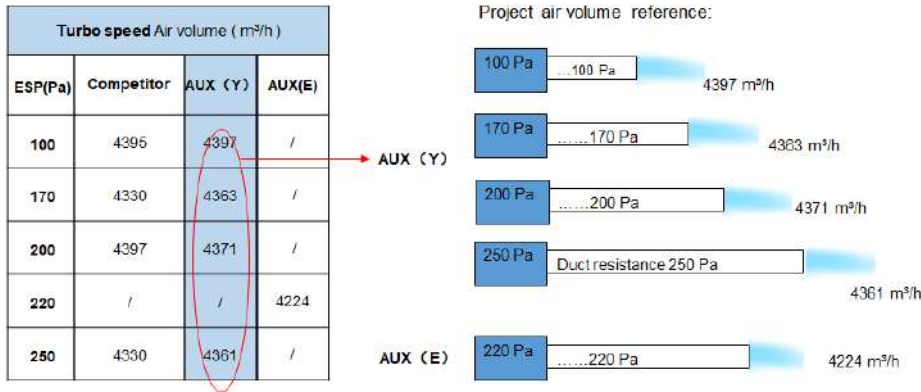 Turbo speed Air volume ( m³/h )
ESP(Pa) Competitor AUX (Y) AUX(E)
100 4395 4397 /
170 4330 4363 /
200 4397 4371 /
220 / / 4224
250 4330 4361 /
AUX (Y)
AUX (E)
Project air volume reference:
100 Pa ...100 Pa
4397 m³/h
170 Pa ......170 Pa
4363 m³/h
200 Pa ......200 Pa
4371 m³/h
250 Pa Duct resistance 250 Pa
4361 m³/h
220 Pa ......220 Pa
4224 m³/h